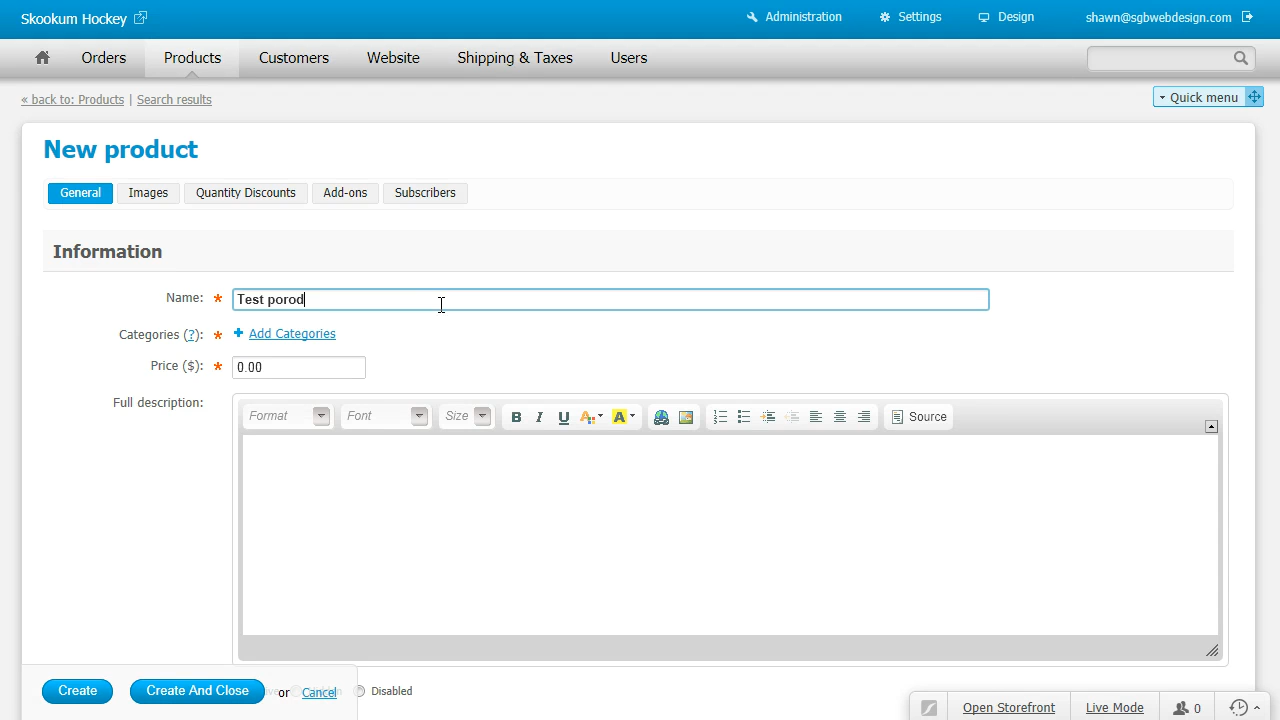 Skookum Hockey
Administration
Settings
Design
shawn@sgbwebdesign.com
Orders
Products
Customers
Website
Shipping & Taxes
Users
« back to: Products | Search results
Quick menu
New product
General
Images
Quantity Discounts
Add-ons
Subscribers
Information
Name: * Test porod
Categories (?): * + Add Categories
Price ($): * 0.00
Full description:
Format
Font
Size
B I U
A
A
Source
Create
Create And Close
or Cancel
Disabled
Open Storefront
Live Mode
0